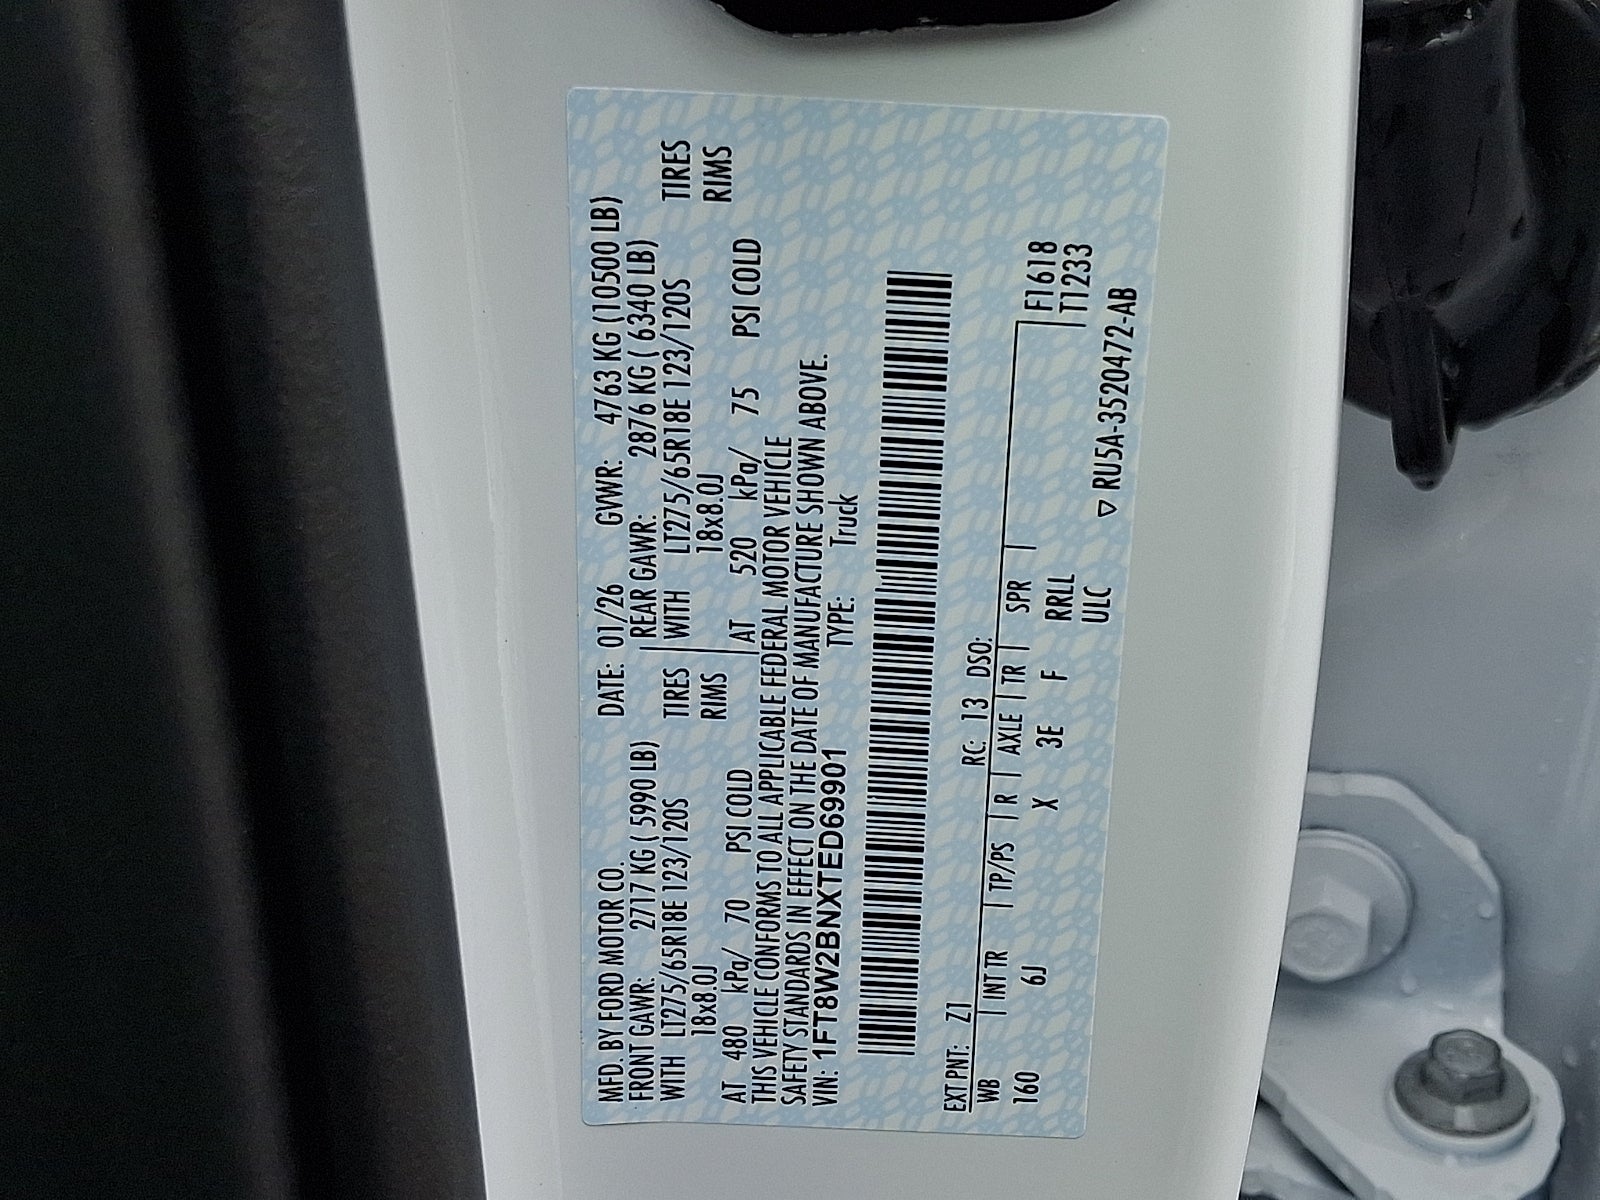 MFD. BY FORD MOTOR CO. DATE: 01/26 GVWR: 4763 KG (10500 LB)
FRONT GAWR: 2717 KG ( 5990 LB) REAR GAWR: 2876 KG ( 6340 LB)
WITH LT275/65R18E 123/120S TIRES WITH LT275/65R18E 123/120S TIRES
18x8.0J RIMS 18x8.0J RIMS
AT 480 kPa/ 70 PSI COLD AT 520 kPa/ 75 PSI COLD
THIS VEHICLE CONFORMS TO ALL APPLICABLE FEDERAL MOTOR VEHICLE
SAFETY STANDARDS IN EFFECT ON THE DATE OF MANUFACTURE SHOWN ABOVE.
VIN: 1FT8W2BNXTED69901 TYPE: Truck
EXT PNT: Z1 RC: 13 DSO:
WB INT TR TP/PS R AXLE TR SPR F1618
160 6J X 3E F RRLL T1233
ULC
▽ RU5A-3520472-AB